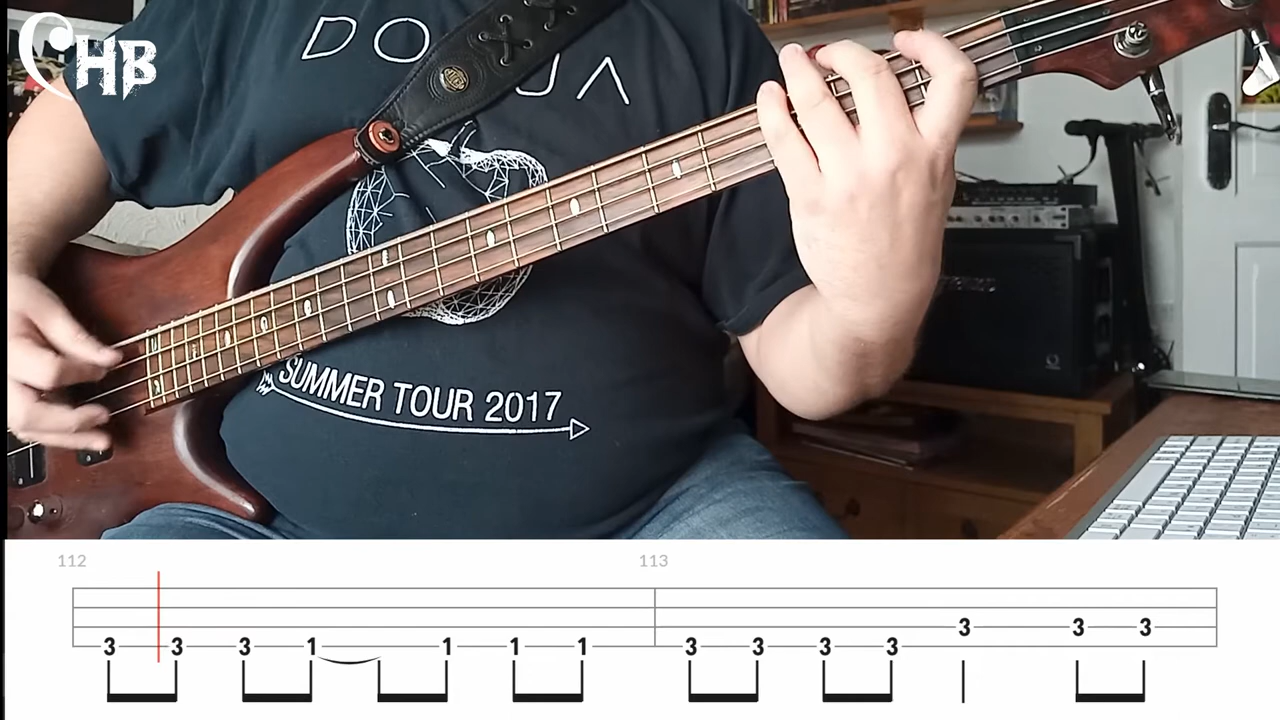 CHB
DO
JΛ
SUMMER TOUR 2017
112 113
3 3 3 1 1 1 1 3 3 3 3 3 3 3